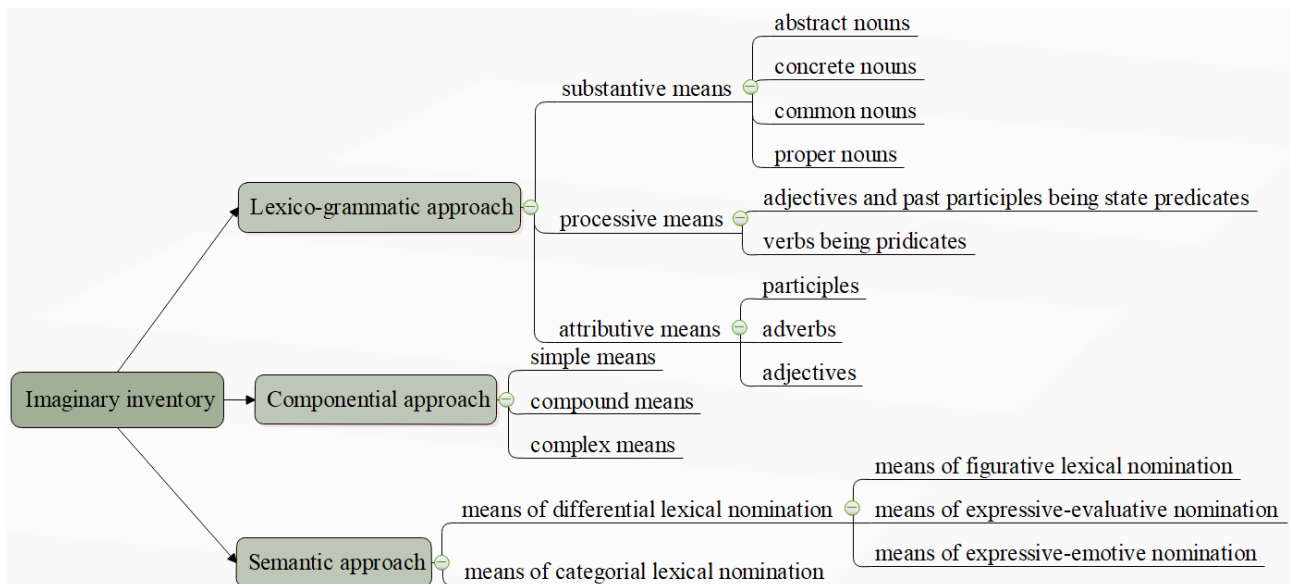 Imaginary inventory
Lexico-grammatic approach
substantive means
abstract nouns
concrete nouns
common nouns
proper nouns
processive means
adjectives and past participles being state predicates
verbs being pridicates
attributive means
participles
adverbs
adjectives
Componential approach
simple means
compound means
complex means
Semantic approach
means of differential lexical nomination
means of figurative lexical nomination
means of expressive-evaluative nomination
means of expressive-emotive nomination
means of categorial lexical nomination